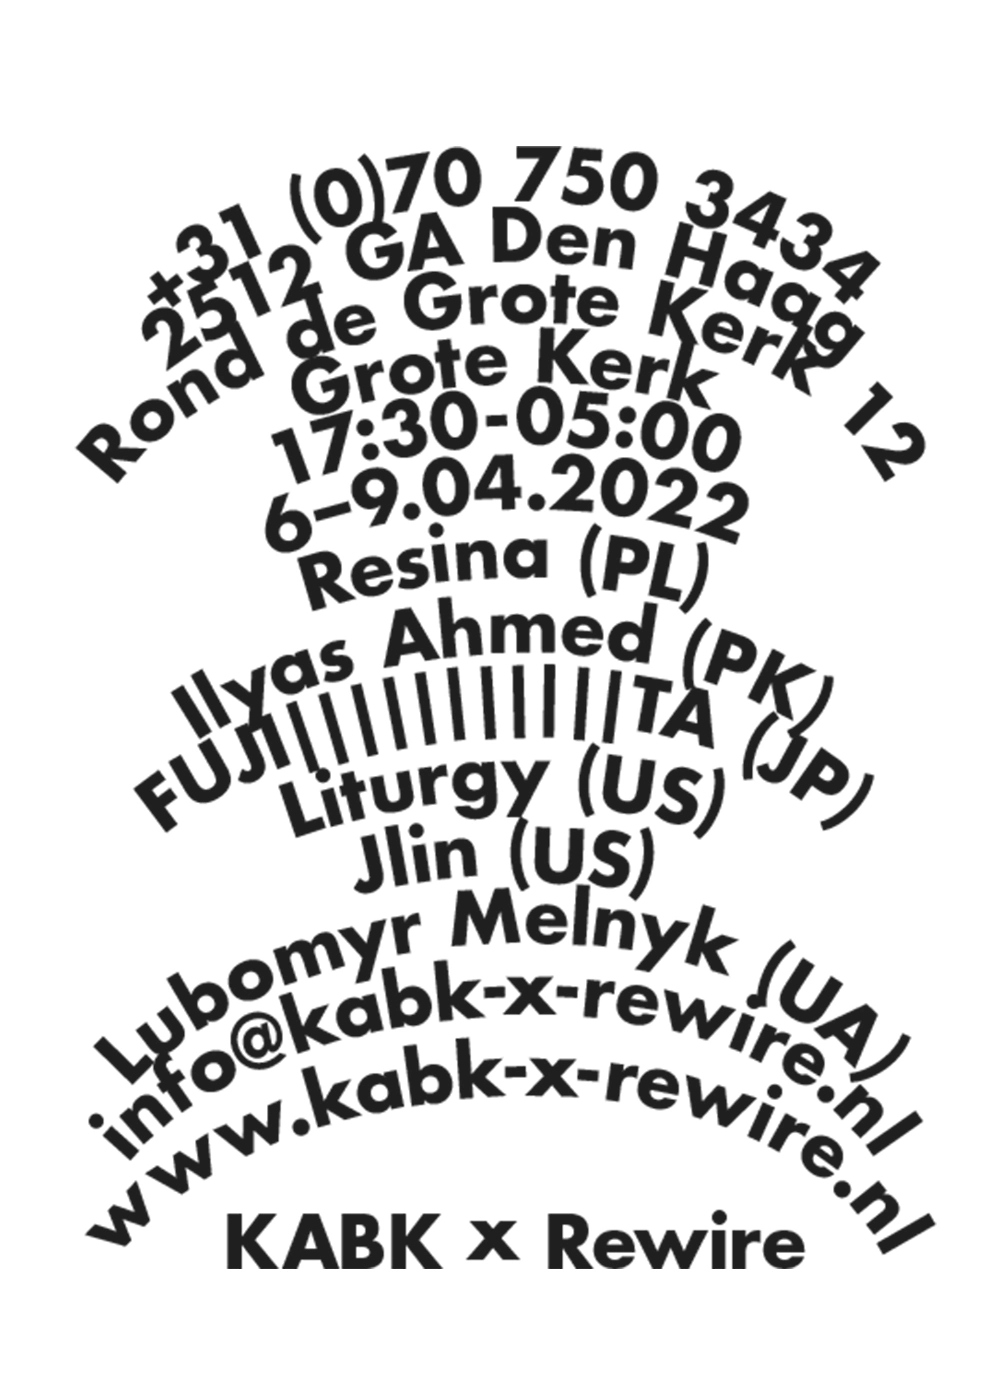 +31 (0)70 750 3434
2512 GA Den Haag
Rond de Grote Kerk 12
Grote Kerk
17:30-05:00
6–9.04.2022
Resina (PL)
Ilyas Ahmed (PK)
FUJI|||||||||||TA (JP)
Liturgy (US)
Jlin (US)
Lubomyr Melnyk (UA)
info@kabk-x-rewire.nl
www.kabk-x-rewire.nl
KABK x Rewire